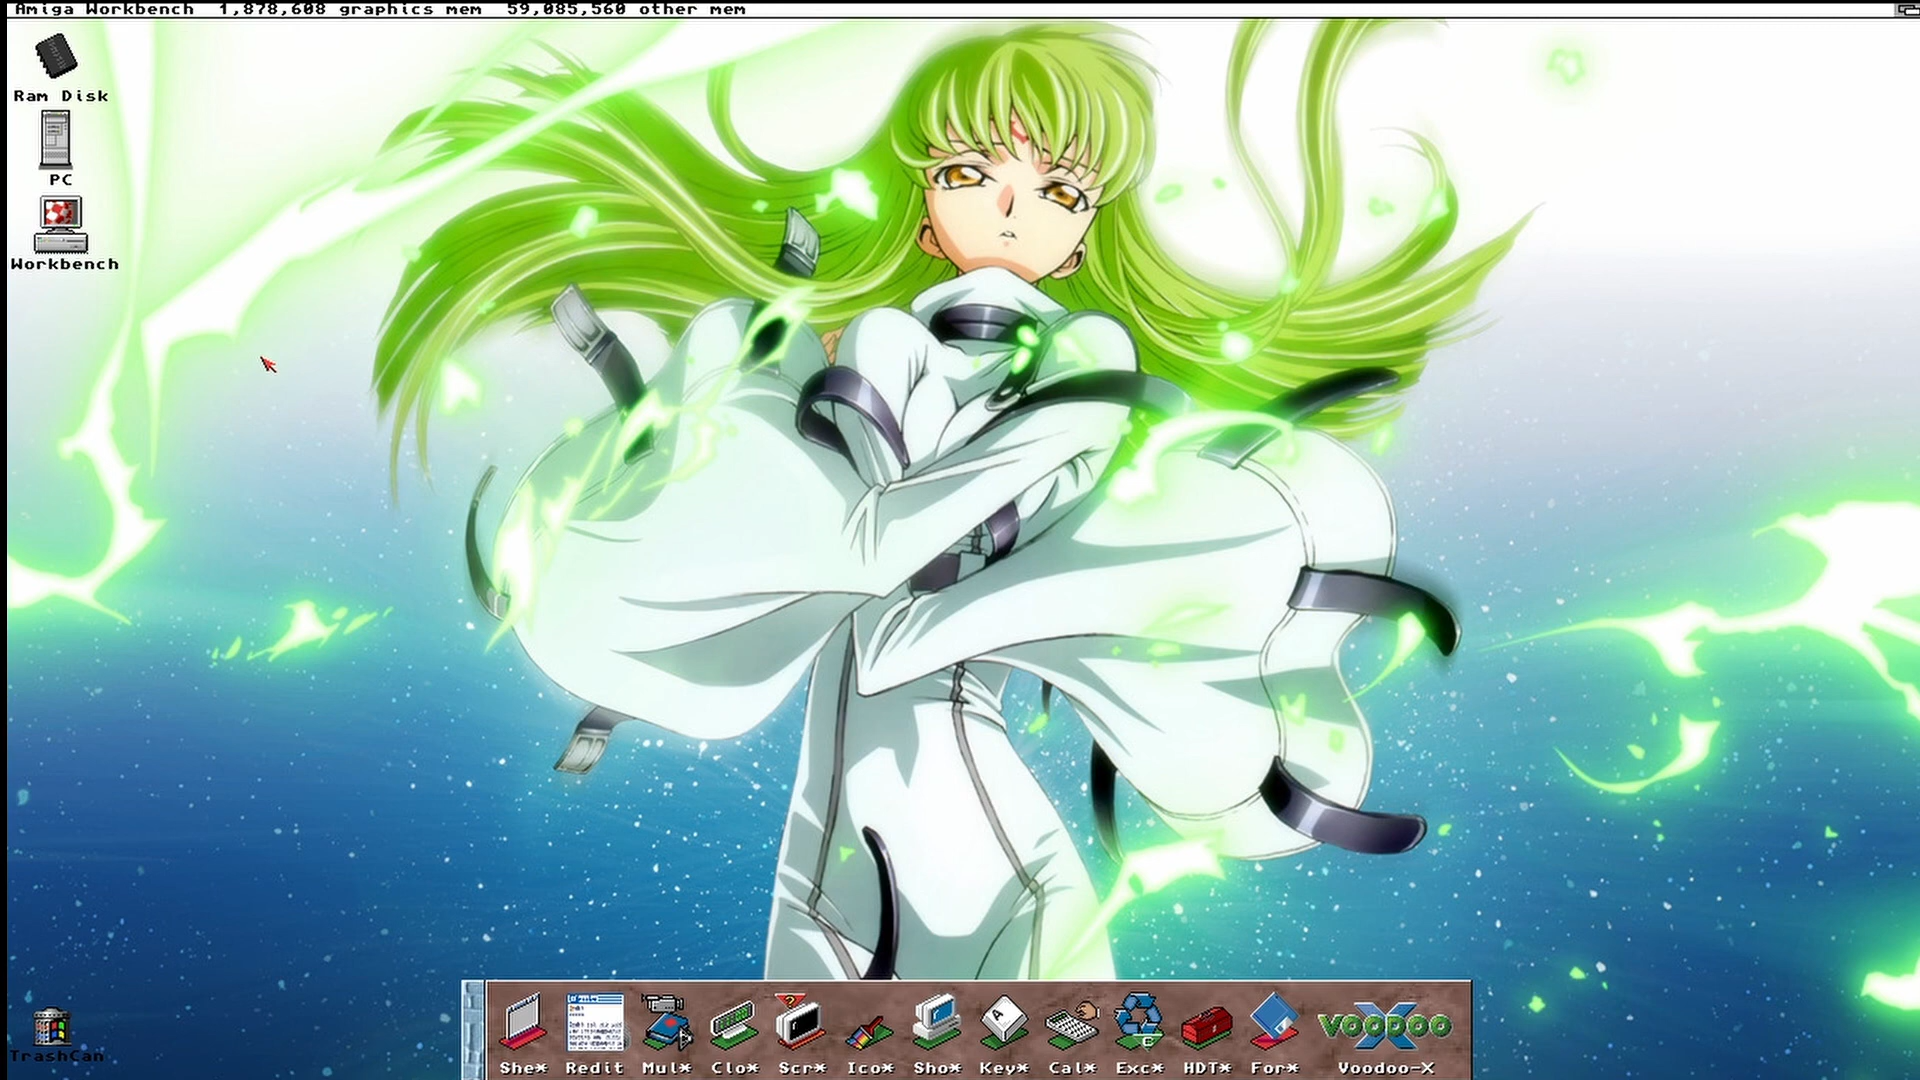 Amiga Workbench  1,878,608 graphics mem  59,085,560 other mem
Ram Disk
PC
Workbench
TrashCan
VOODOO X
She* Redit Mul* Clo* Scr* Ico* Sho* Key* Cal* Exc* HDT* For* Voodoo-X